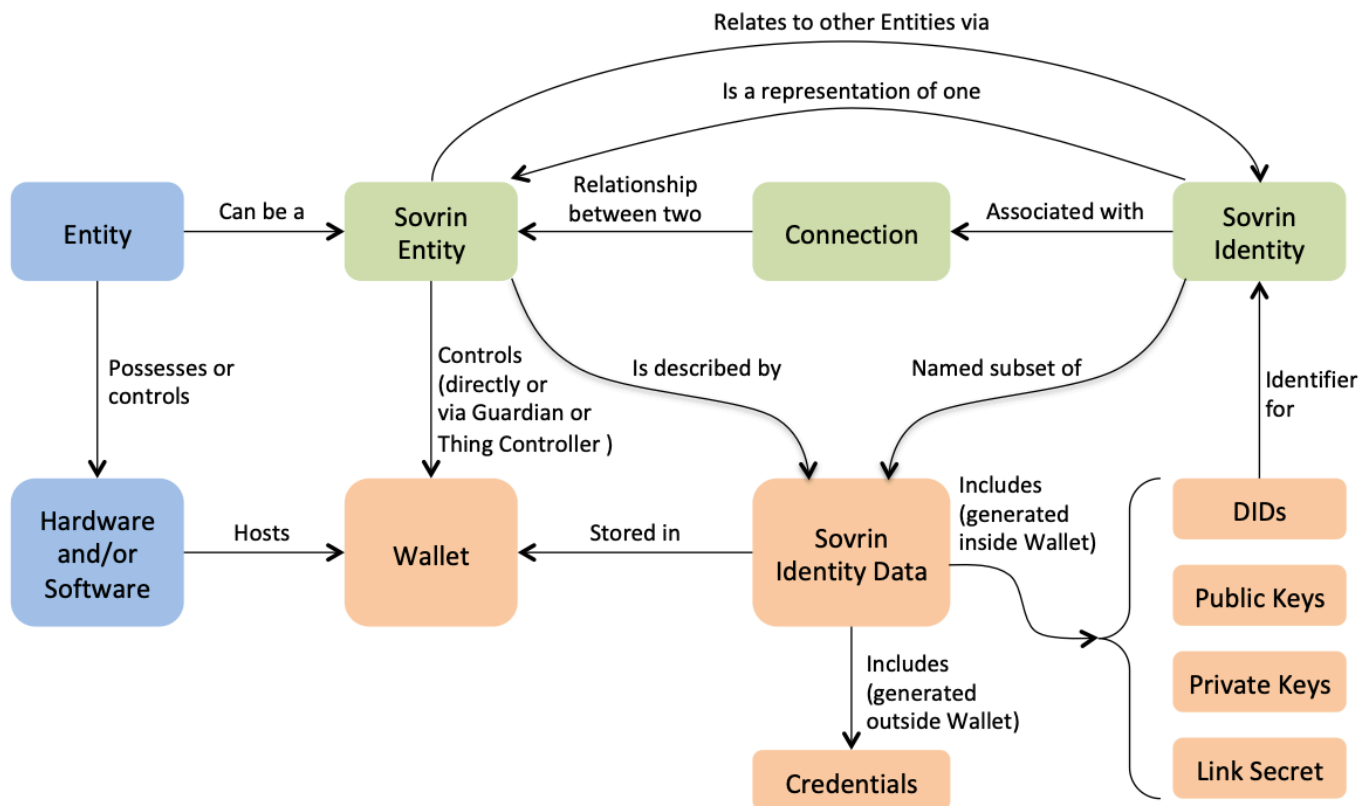 Relates to other Entities via
Is a representation of one
Entity
Can be a
Sovrin
Entity
Relationship
between two
Connection
Associated with
Sovrin
Identity
Possesses or
controls
Controls
(directly or
via Guardian or
Thing Controller )
Is described by
Named subset of
Identifier
for
Hardware
and/or
Software
Hosts
Wallet
Stored in
Sovrin
Identity Data
Includes
(generated
inside Wallet)
DIDs
Public Keys
Private Keys
Link Secret
Includes
(generated
outside Wallet)
Credentials